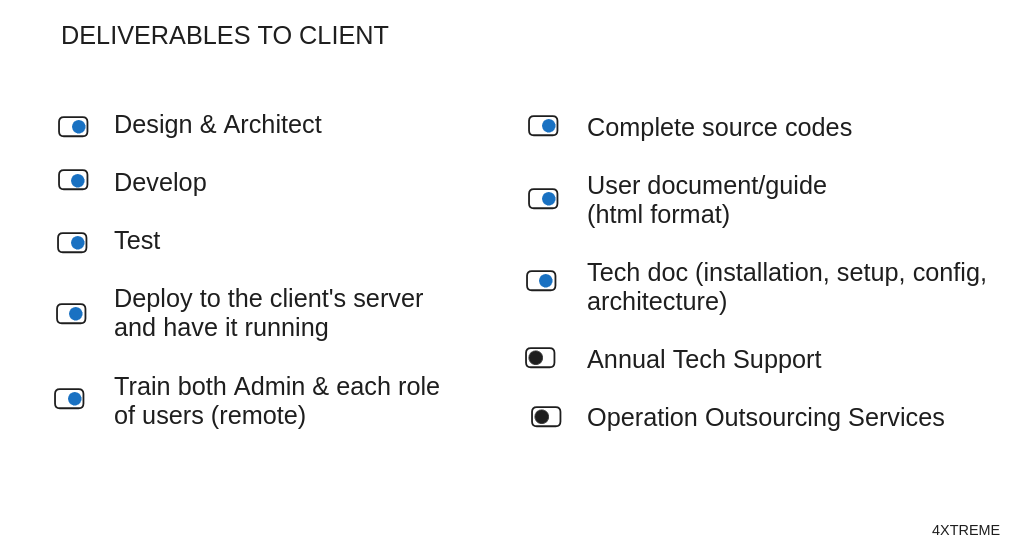 DELIVERABLES TO CLIENT
Design & Architect
Develop
Test
Deploy to the client's server
and have it running
Train both Admin & each role
of users (remote)
Complete source codes
User document/guide
(html format)
Tech doc (installation, setup, config,
architecture)
Annual Tech Support
Operation Outsourcing Services
4XTREME